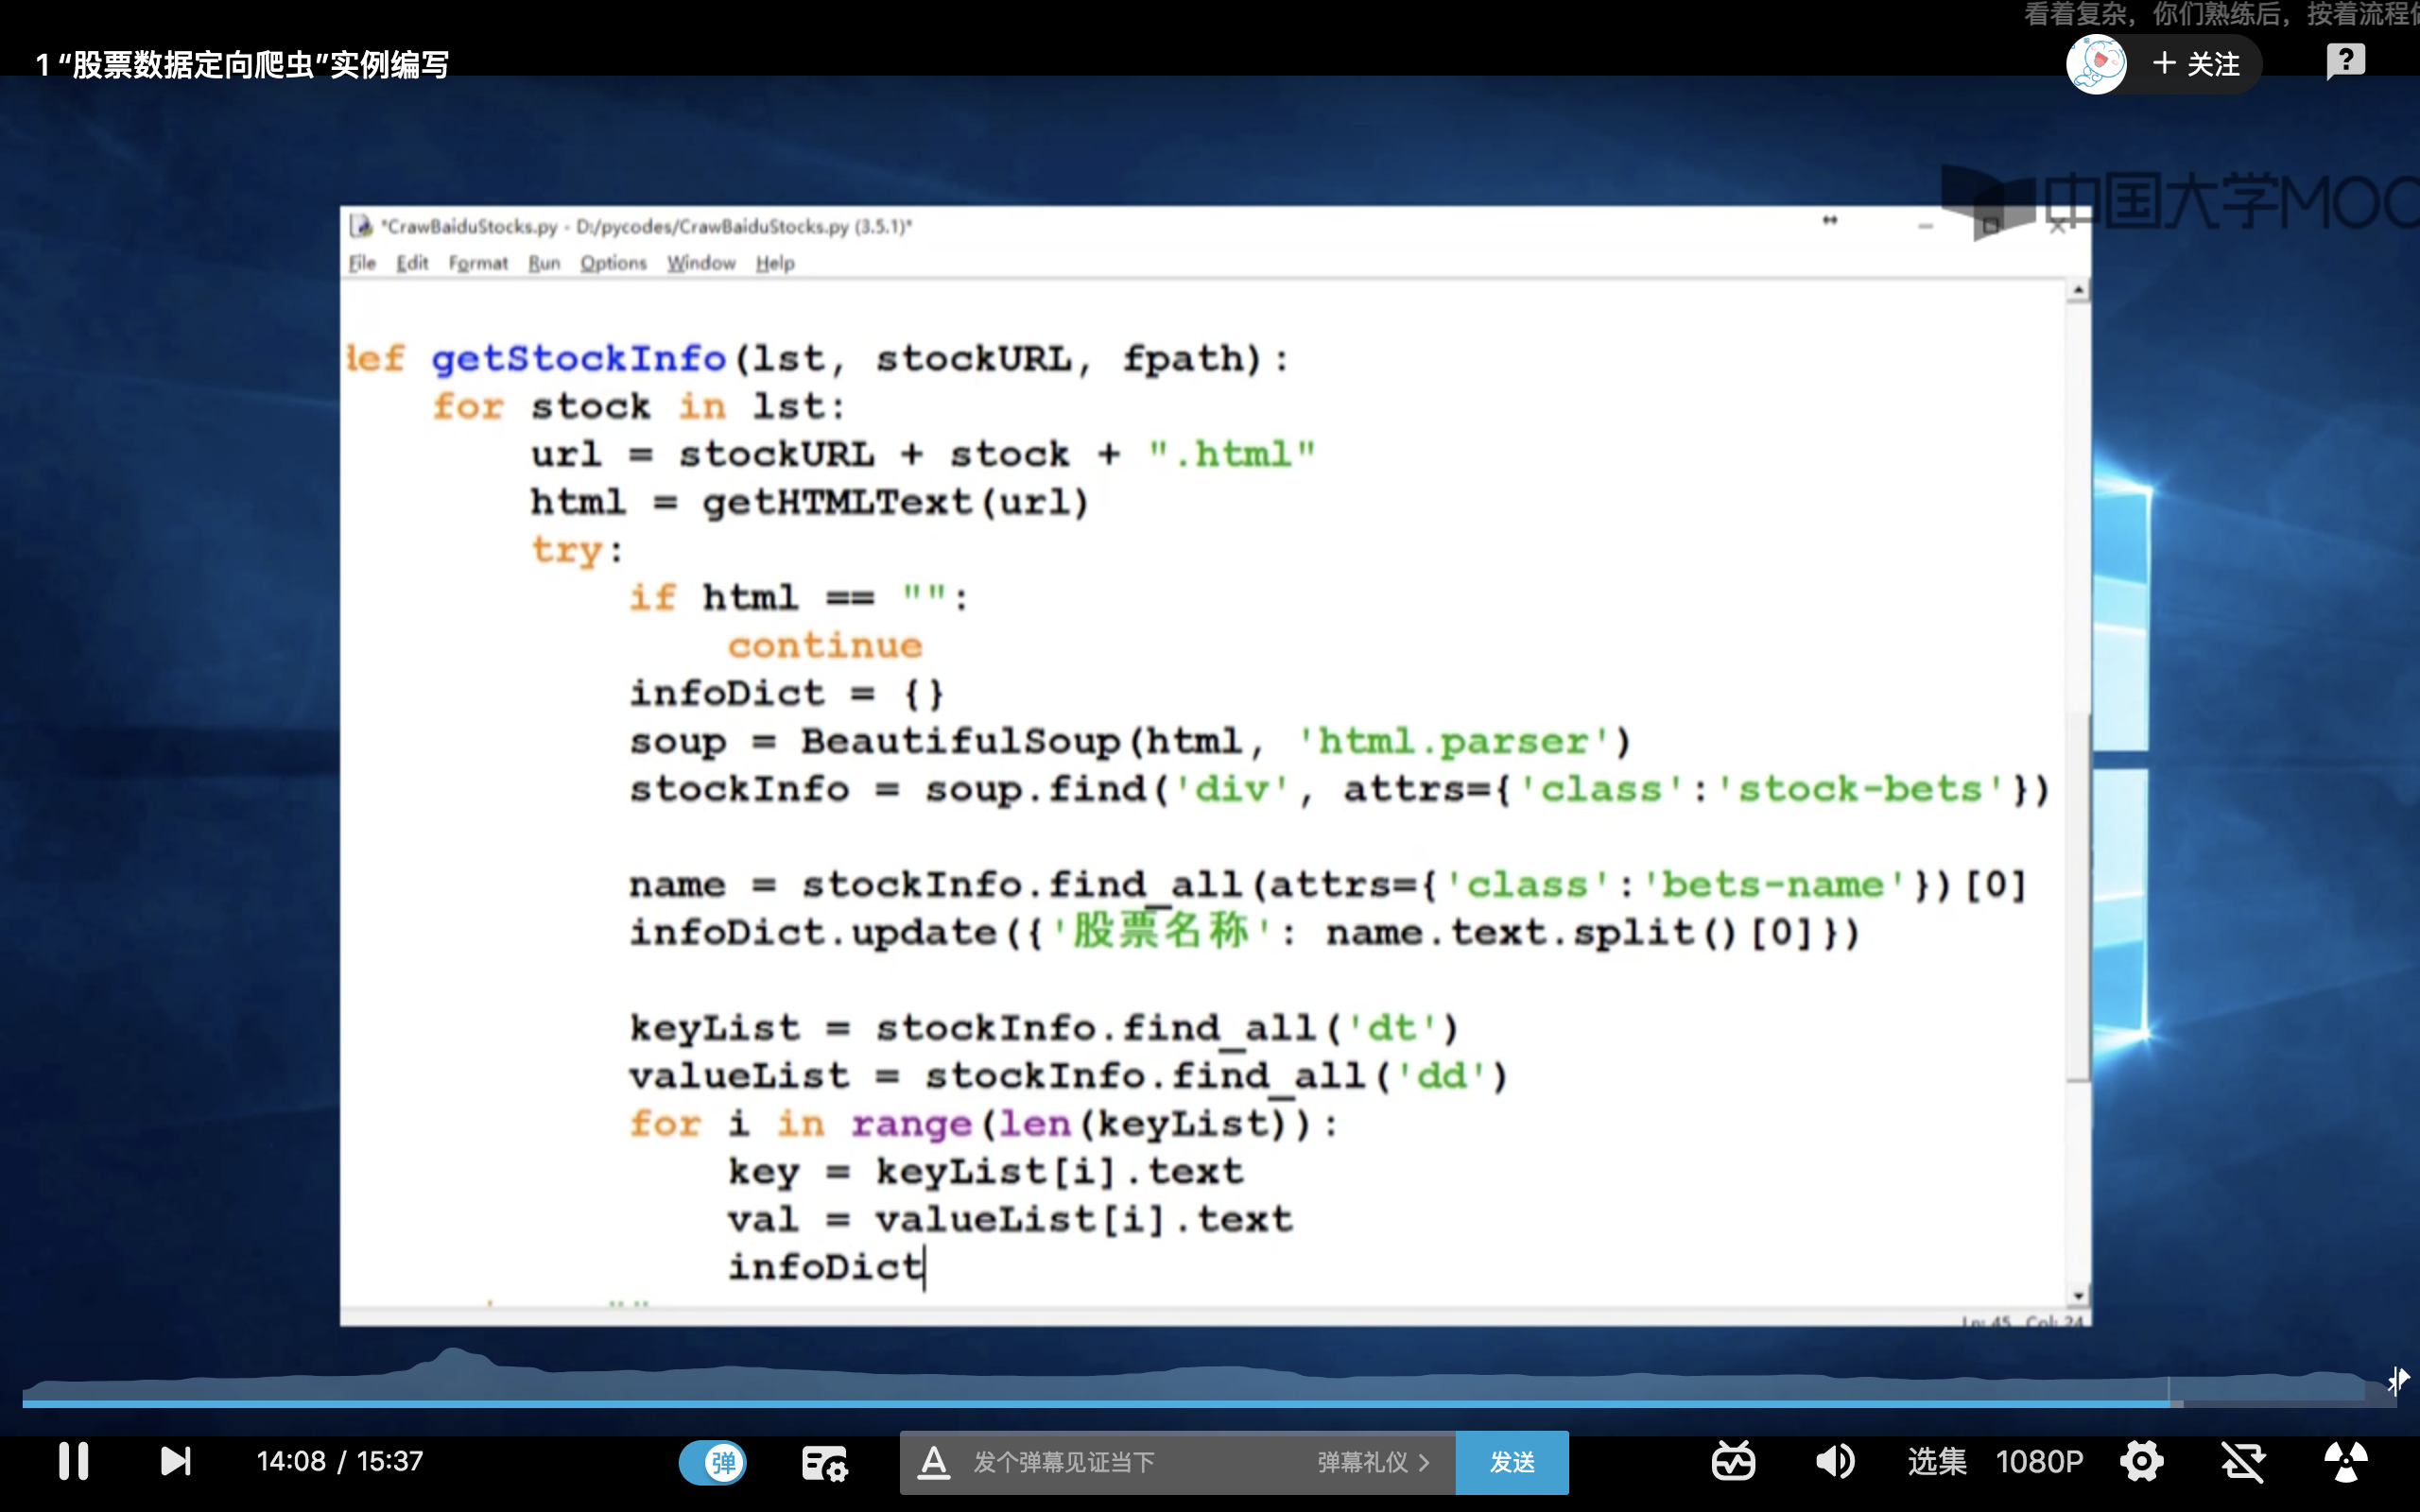 看着复杂，你们熟练后，按着流程
1 “股票数据定向爬虫”实例编写
+ 关注
?
中国大学MOO
*CrawBaiduStocks.py - D:/pycodes/CrawBaiduStocks.py (3.5.1)*
File Edit Format Run Options Window Help
def getStockInfo(lst, stockURL, fpath):
for stock in lst:
url = stockURL + stock + ".html"
html = getHTMLText(url)
try:
if html == "":
continue
infoDict = {}
soup = BeautifulSoup(html, 'html.parser')
stockInfo = soup.find('div', attrs={'class':'stock-bets'})
name = stockInfo.find_all(attrs={'class':'bets-name'})[0]
infoDict.update({'股票名称': name.text.split()[0]})
keyList = stockInfo.find_all('dt')
valueList = stockInfo.find_all('dd')
for i in range(len(keyList)):
key = keyList[i].text
val = valueList[i].text
infoDict
Ln: 45 Col: 24
14:08 / 15:37
弹
A 发个弹幕见证当下 弹幕礼仪 > 发送
选集 1080P